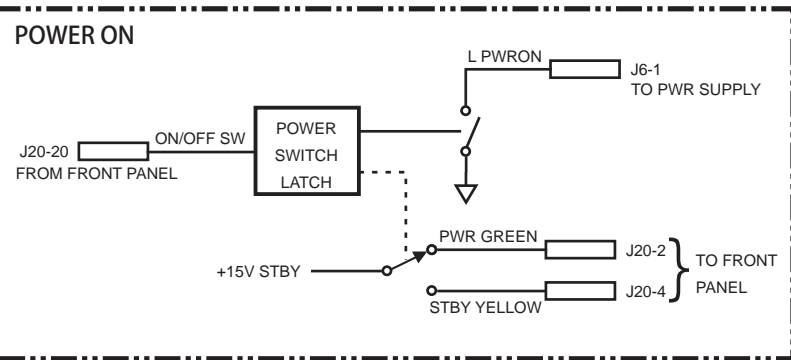 POWER ON
L PWRON
J6-1
TO PWR SUPPLY
J20-20
ON/OFF SW
FROM FRONT PANEL
POWER
SWITCH
LATCH
PWR GREEN
J20-2
+15V STBY
TO FRONT
PANEL
STBY YELLOW
J20-4